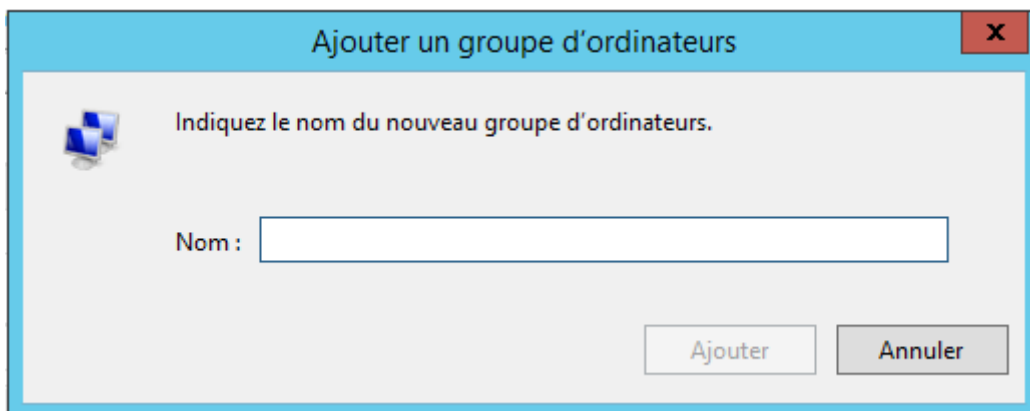 Ajouter un groupe d’ordinateurs
x
Indiquez le nom du nouveau groupe d’ordinateurs.
Nom :
Ajouter
Annuler